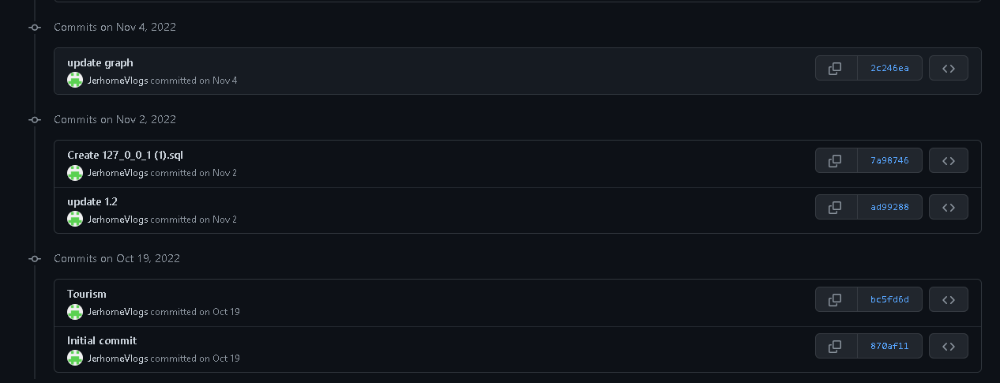 Commits on Nov 4, 2022
update graph
JerhomeVlogs committed on Nov 4
2c246ea
Commits on Nov 2, 2022
Create 127_0_0_1 (1).sql
JerhomeVlogs committed on Nov 2
7a98746
update 1.2
JerhomeVlogs committed on Nov 2
ad99288
Commits on Oct 19, 2022
Tourism
JerhomeVlogs committed on Oct 19
bc5fd6d
Initial commit
JerhomeVlogs committed on Oct 19
870af11